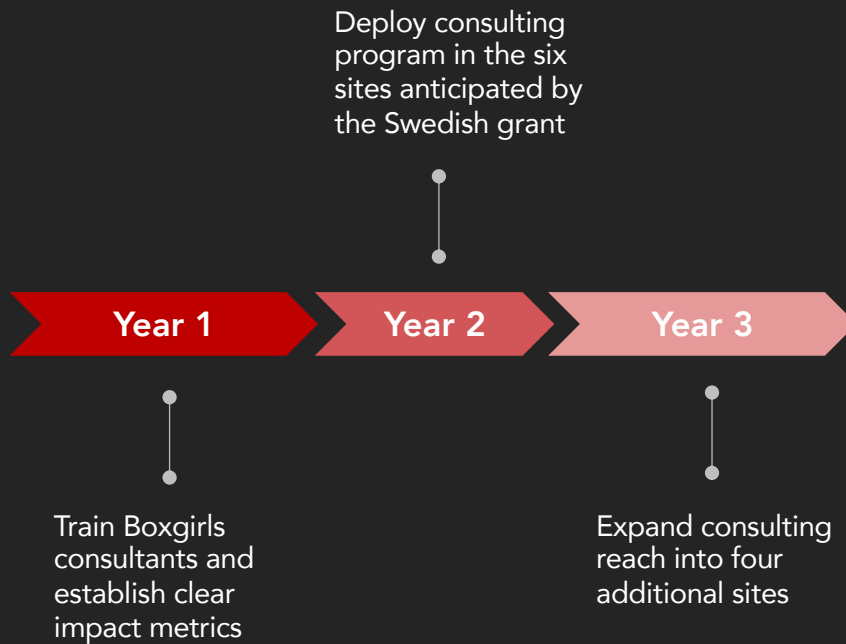 Deploy consulting
program in the six
sites anticipated by
the Swedish grant
Year 1
Year 2
Year 3
Train Boxgirls
consultants and
establish clear
impact metrics
Expand consulting
reach into four
additional sites